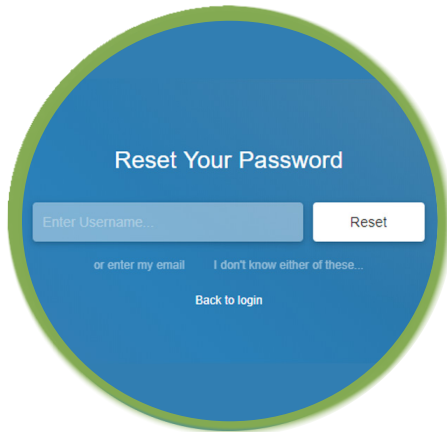 Reset Your Password
Enter Username... Reset
or enter my email I don't know either of these...
Back to login